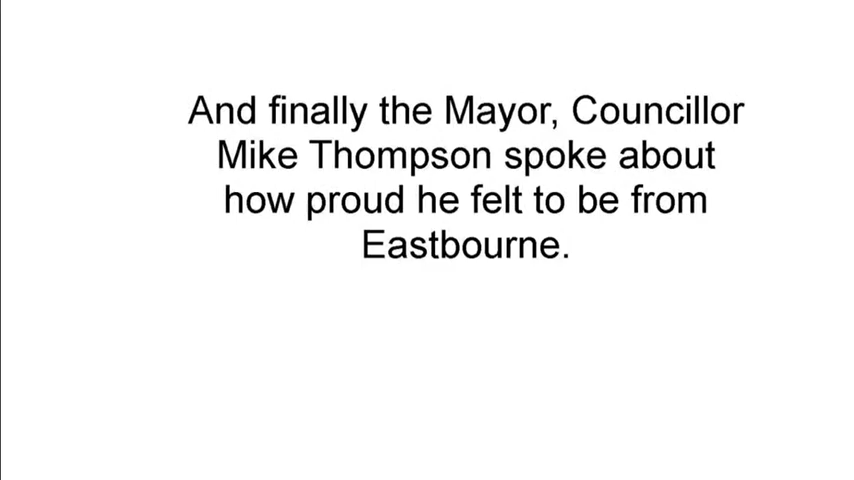 And finally the Mayor, Councillor
Mike Thompson spoke about
how proud he felt to be from
Eastbourne.